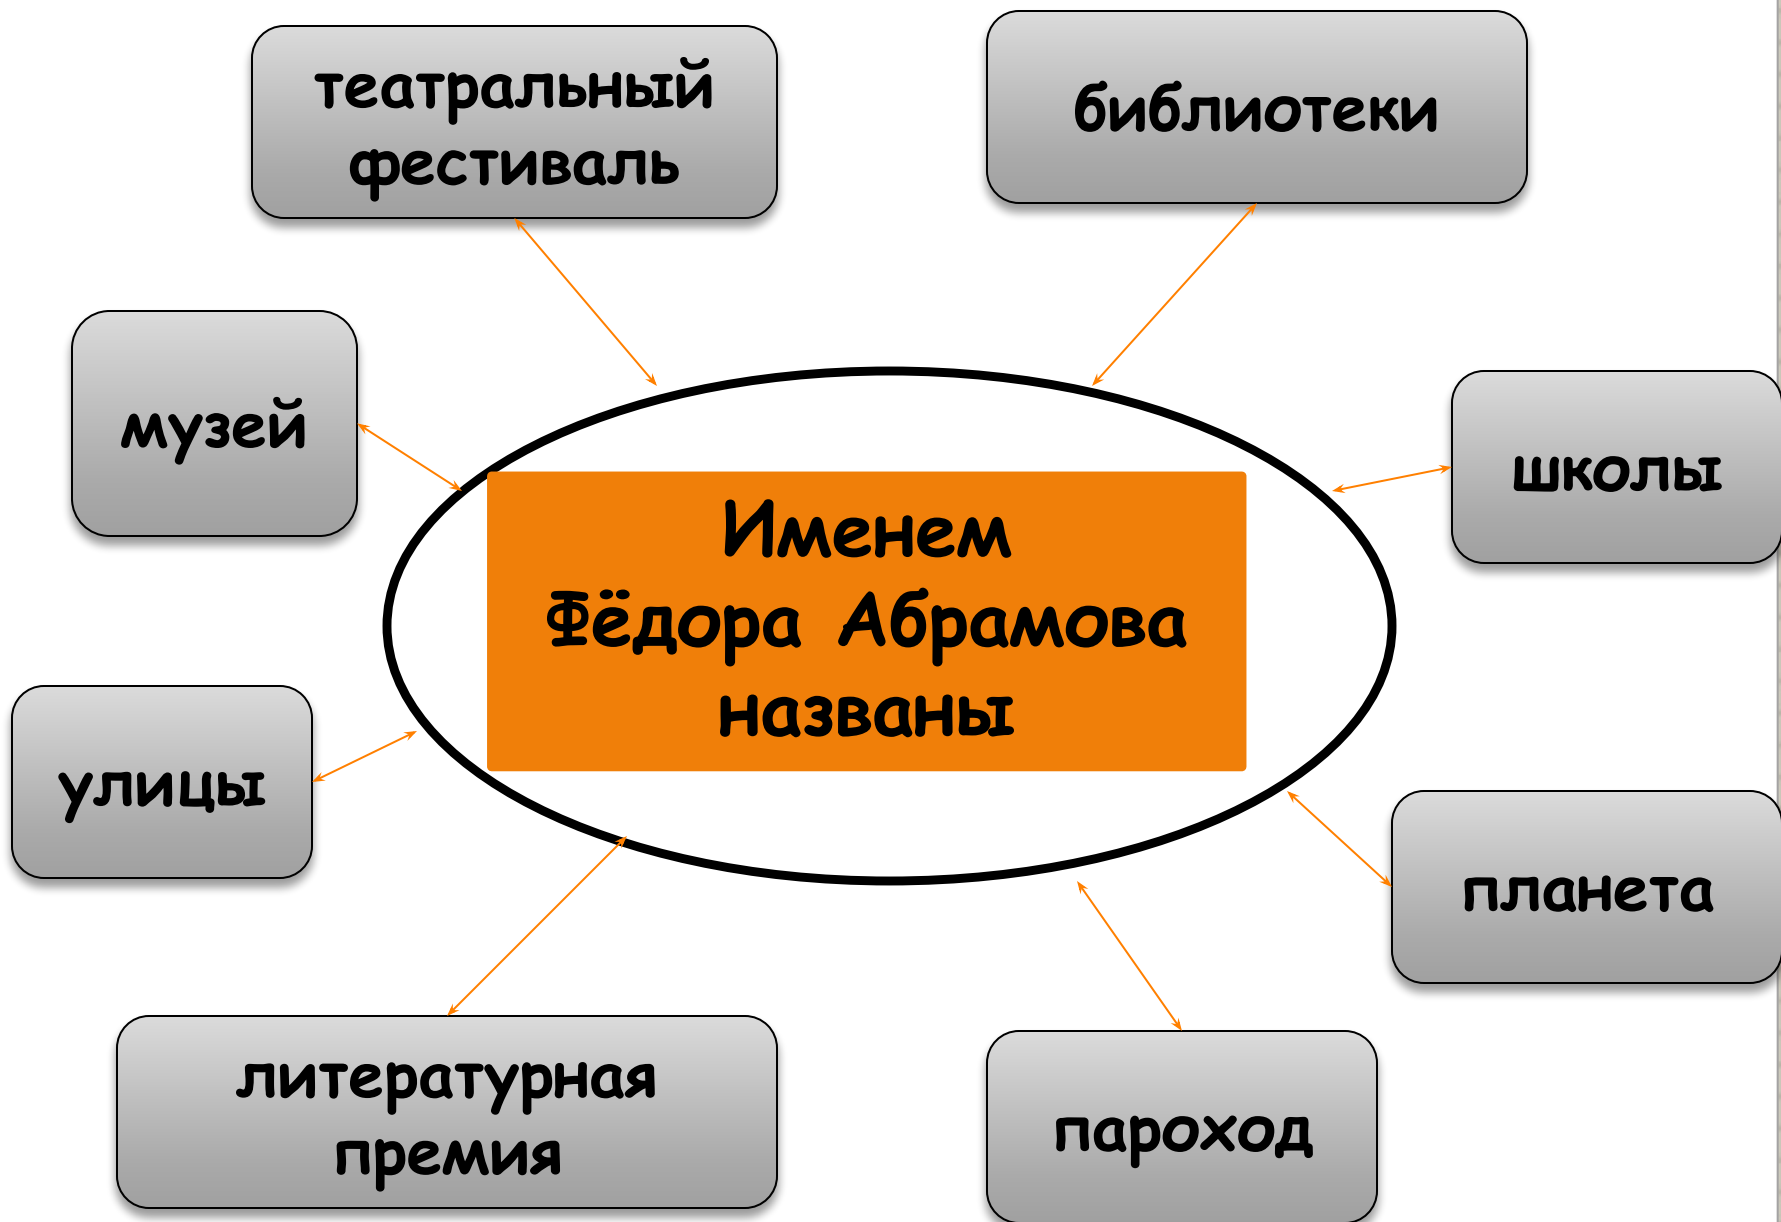 театральный
фестиваль
библиотеки
музей
школы
Именем
Фёдора Абрамова
названы
улицы
планета
литературная
премия
пароход